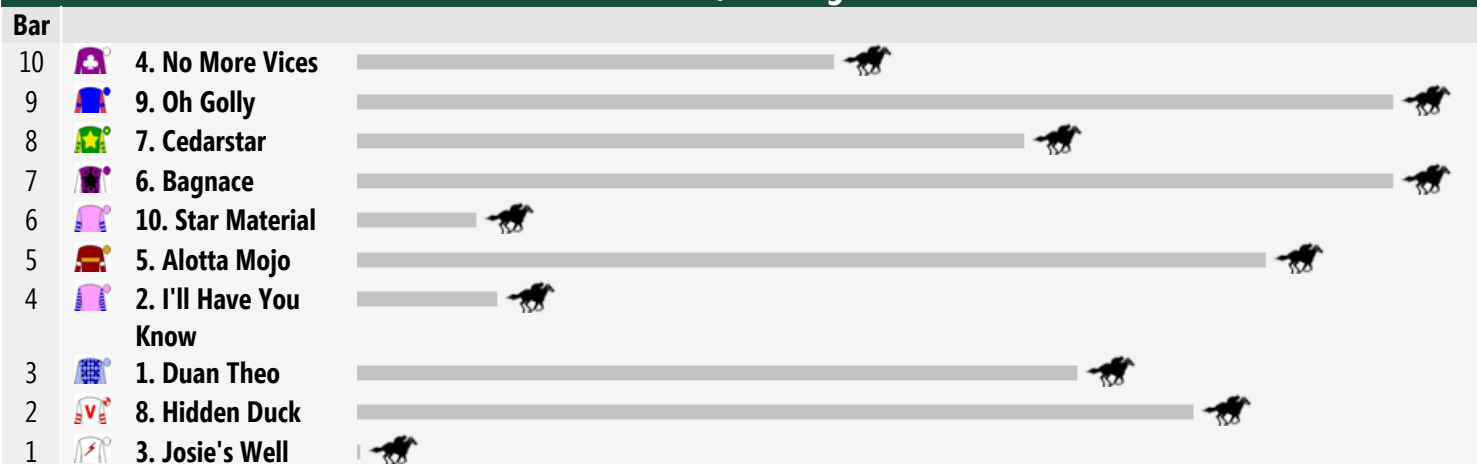 Bar
10 4. No More Vices
9 9. Oh Golly
8 7. Cedarstar
7 6. Bagnace
6 10. Star Material
5 5. Alotta Mojo
4 2. I'll Have You
Know
3 1. Duan Theo
2 V 8. Hidden Duck
1 3. Josie's Well